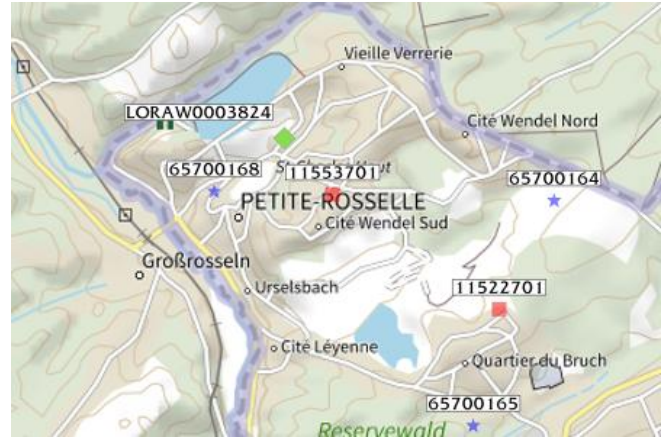 Vieille Verrerie
LORAW0003824
Cité Wendel Nord
65700168
11553701
65700164
PETITE-ROSSELLE
Cité Wendel Sud
Großrosseln
Urselsbach
11522701
Cité Léyenne
Quartier du Bruch
65700165
Reservewald